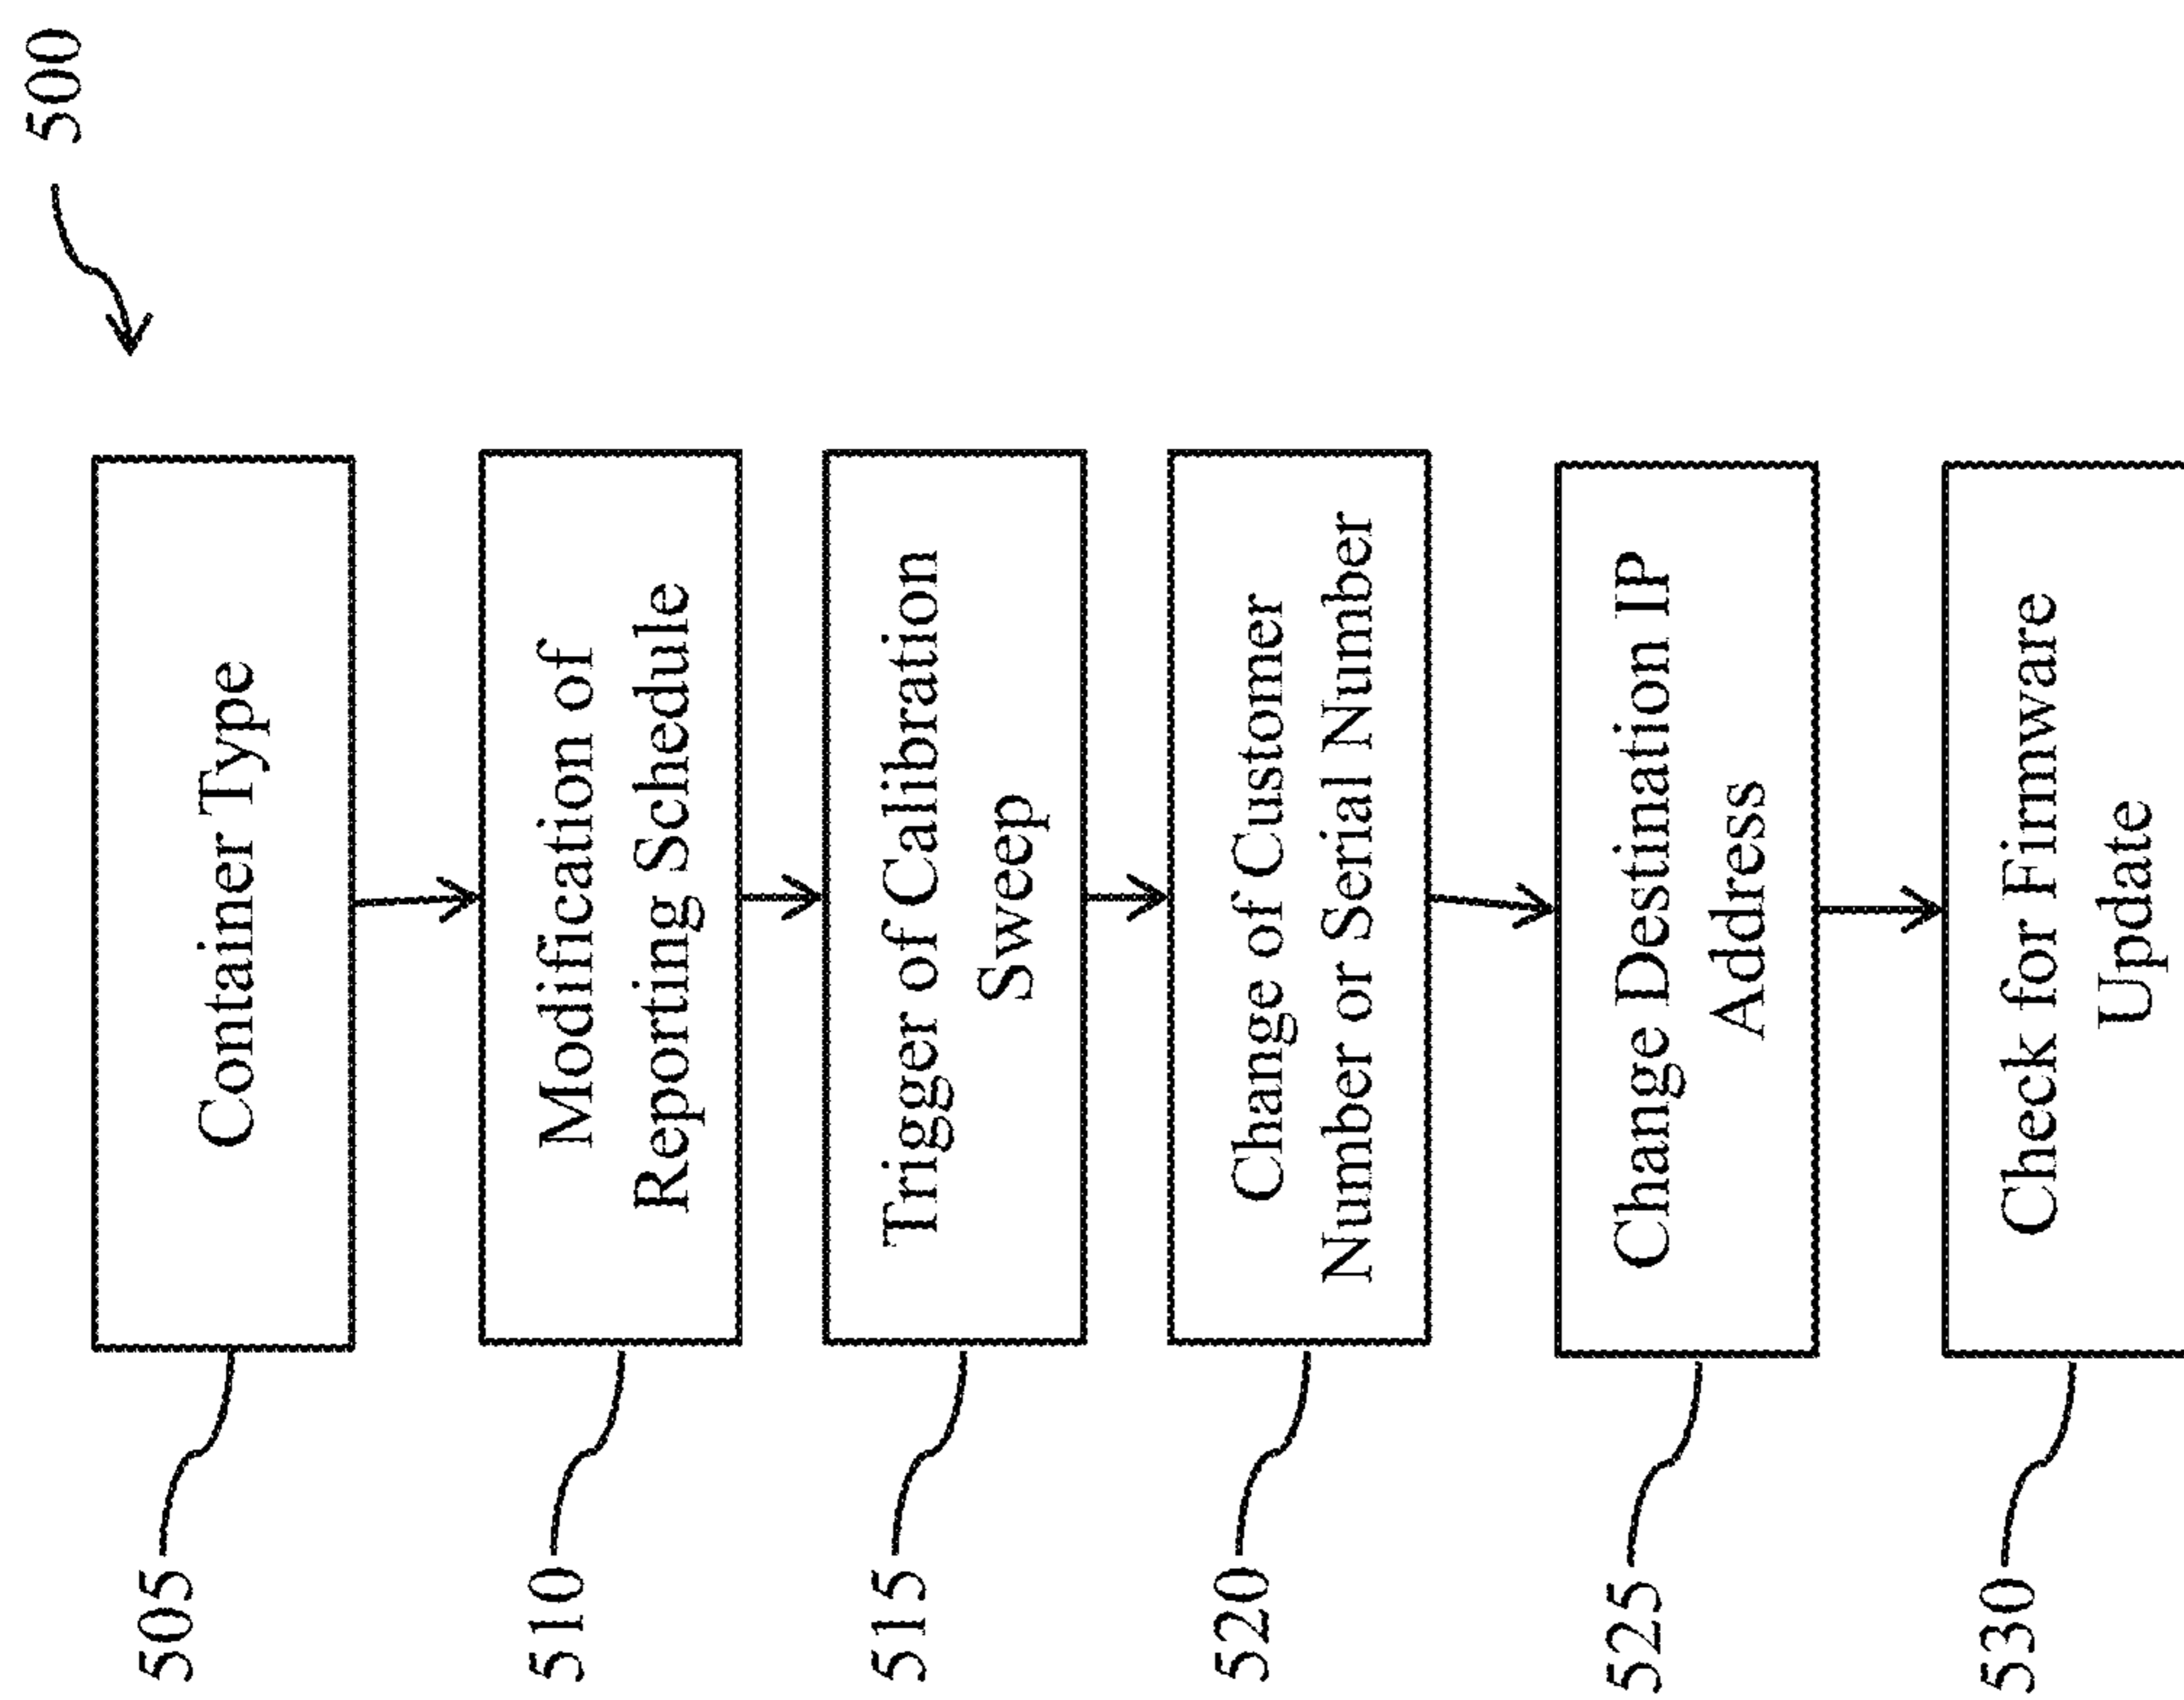 500
505
Container Type
510
Modification of
Reporting Schedule
515
Trigger of Calibration
Sweep
520
Change of Customer
Number or Serial Number
525
Change Destination IP
Address
530
Check for Firmware
Update